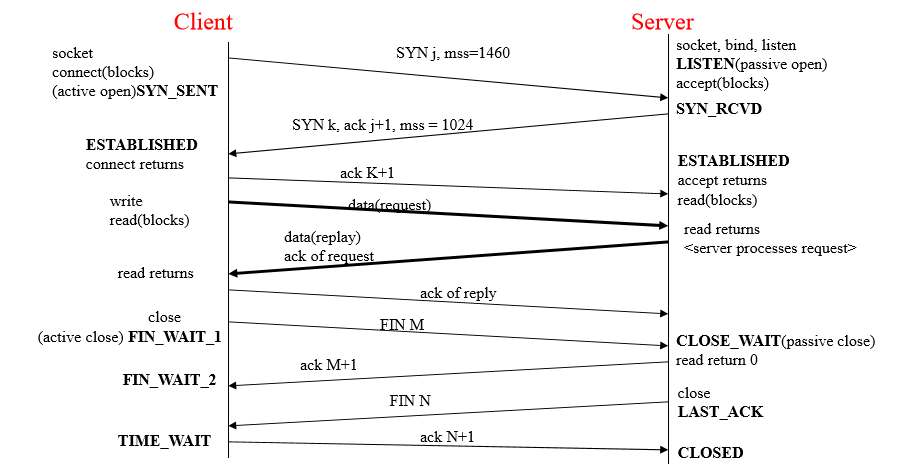 Client
Server
socket
connect(blocks)
(active open)SYN_SENT
SYN j, mss=1460
socket, bind, listen
LISTEN(passive open)
accept(blocks)
SYN_RCVD
SYN k, ack j+1, mss = 1024
ESTABLISHED
connect returns
ack K+1
ESTABLISHED
accept returns
read(blocks)
write
read(blocks)
data(request)
read returns
<server processes request>
data(replay)
ack of request
read returns
ack of reply
close
(active close) FIN_WAIT_1
FIN M
CLOSE_WAIT(passive close)
read return 0
ack M+1
FIN_WAIT_2
close
LAST_ACK
FIN N
TIME_WAIT
ack N+1
CLOSED